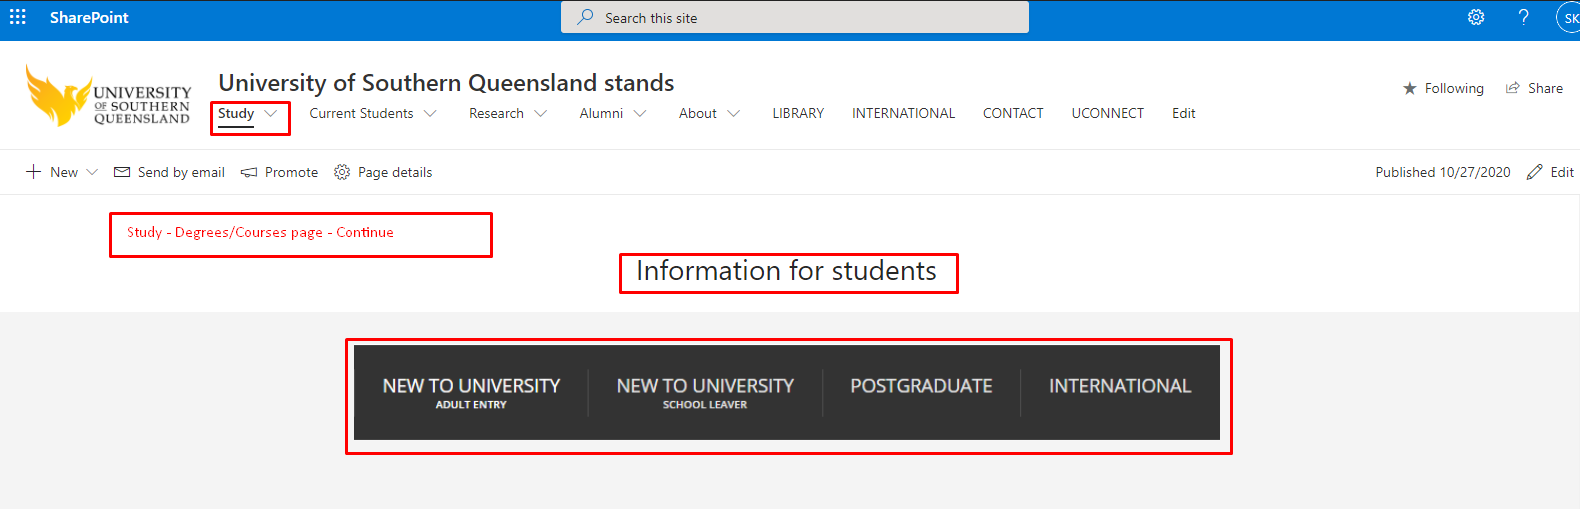 SharePoint
Search this site
?
SK
UNIVERSITY
OF SOUTHERN
QUEENSLAND
University of Southern Queensland stands
Following
Share
Study
Current Students
Research
Alumni
About
LIBRARY
INTERNATIONAL
CONTACT
UCONNECT
Edit
New
Send by email
Promote
Page details
Published 10/27/2020
Edit
Study - Degrees/Courses page - Continue
Information for students
NEW TO UNIVERSITY
ADULT ENTRY
NEW TO UNIVERSITY
SCHOOL LEAVER
POSTGRADUATE
INTERNATIONAL